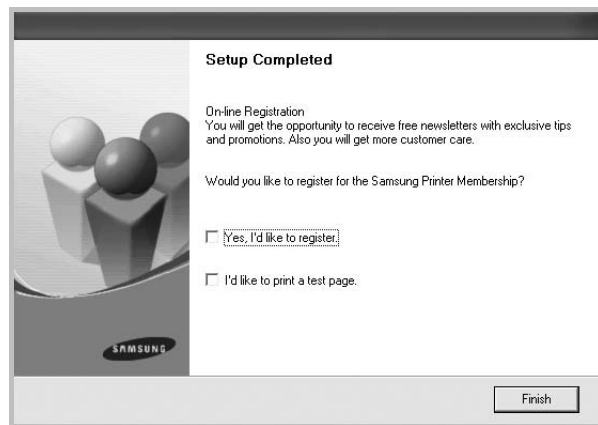 Setup Completed
On-line Registration
You will get the opportunity to receive free newsletters with exclusive tips
and promotions. Also you will get more customer care.
Would you like to register for the Samsung Printer Membership?
Yes, I'd like to register.
I'd like to print a test page.
SAMSUNG
Finish